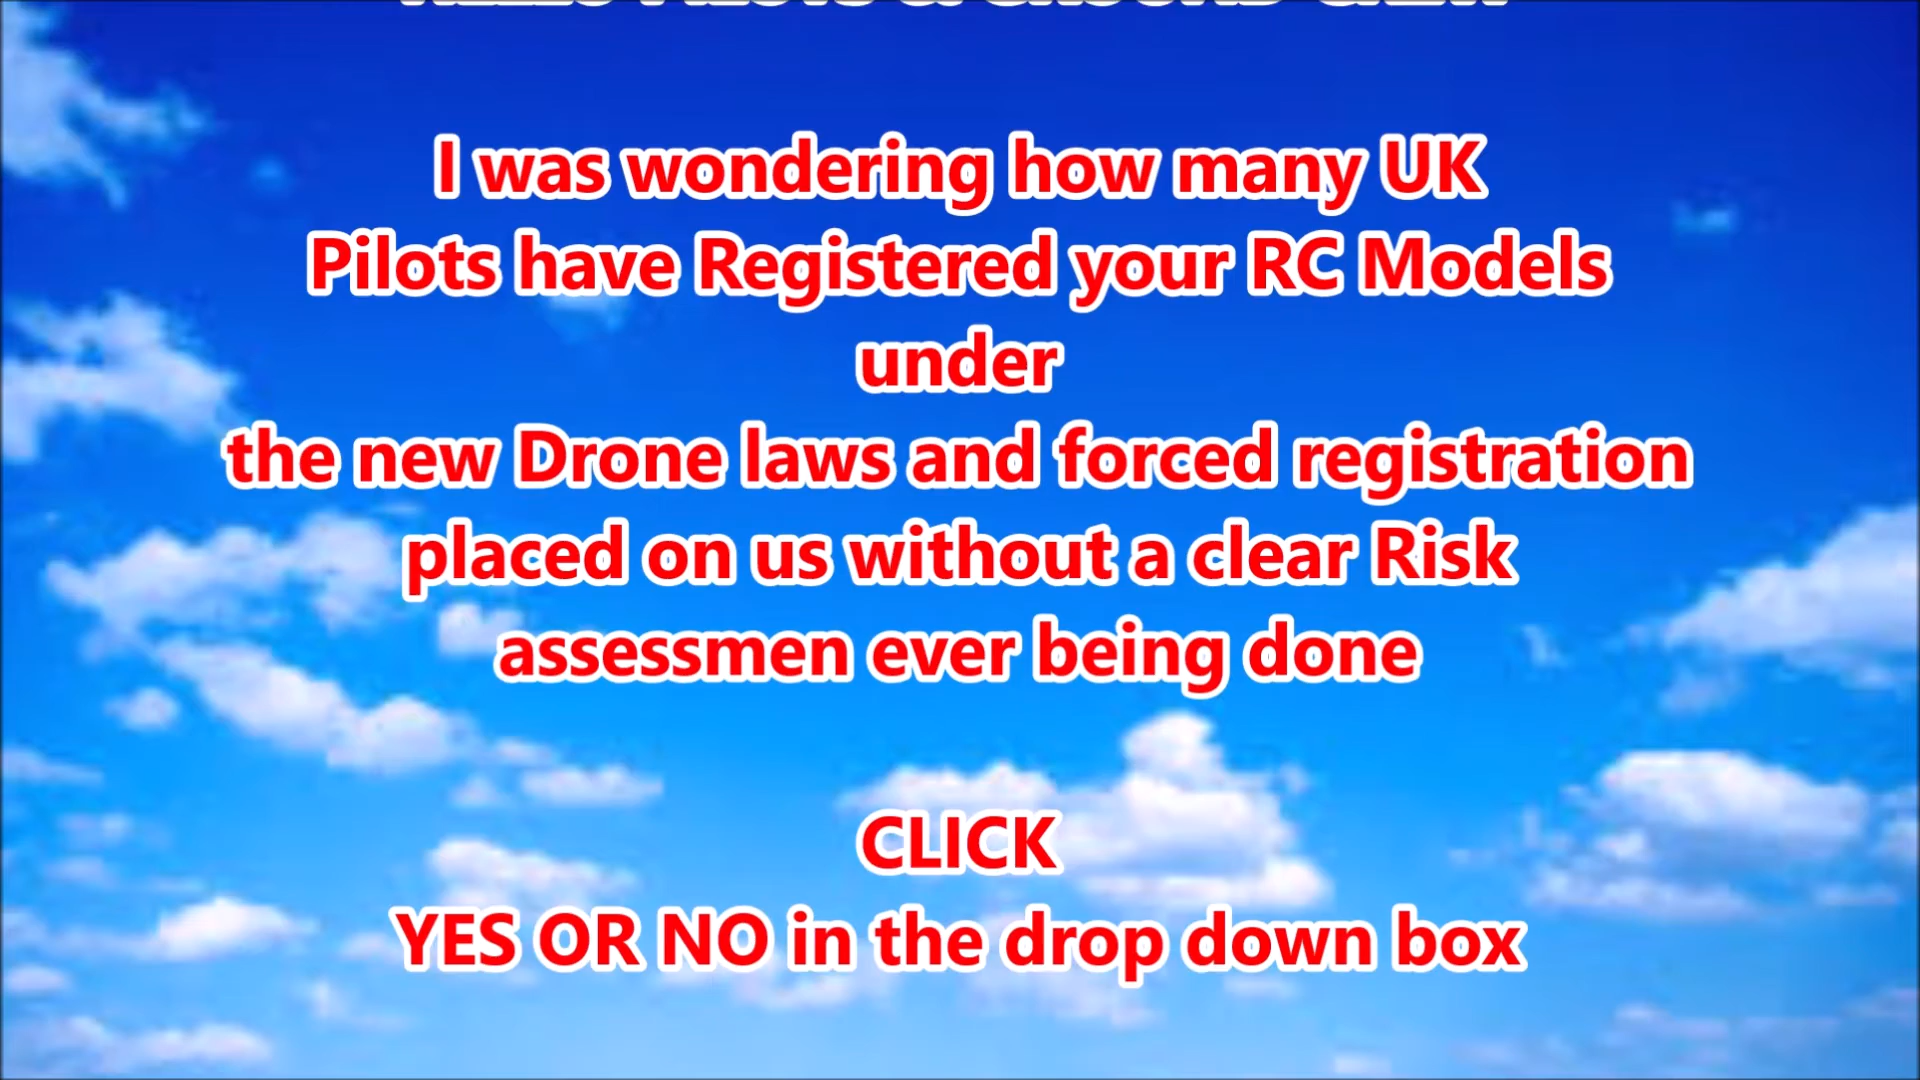 I was wondering how many UK
Pilots have Registered your RC Models
under
the new Drone laws and forced registration
placed on us without a clear Risk
assessmen ever being done
CLICK
YES OR NO in the drop down box